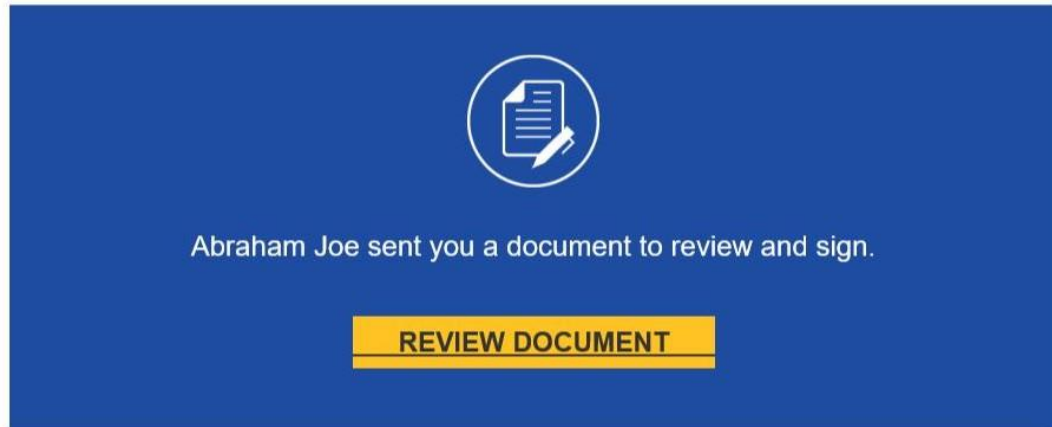 Abraham Joe sent you a document to review and sign.
REVIEW DOCUMENT